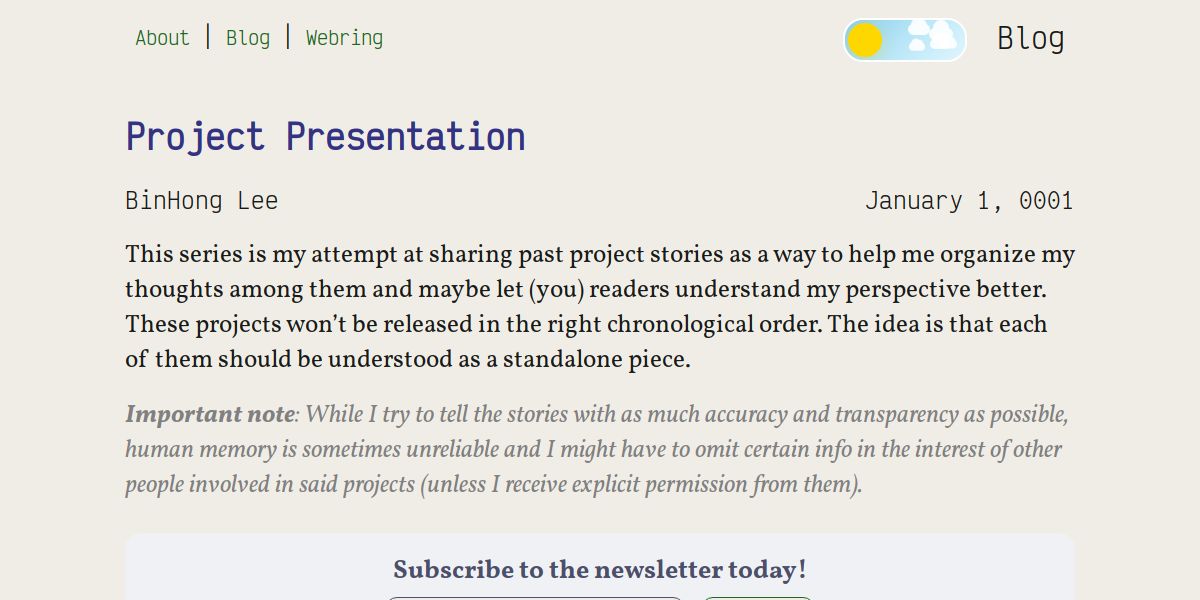 About | Blog | Webring
Blog
Project Presentation
BinHong Lee
January 1, 0001
This series is my attempt at sharing past project stories as a way to help me organize my
thoughts among them and maybe let (you) readers understand my perspective better.
These projects won’t be released in the right chronological order. The idea is that each
of them should be understood as a standalone piece.
Important note: While I try to tell the stories with as much accuracy and transparency as possible,
human memory is sometimes unreliable and I might have to omit certain info in the interest of other
people involved in said projects (unless I receive explicit permission from them).
Subscribe to the newsletter today!